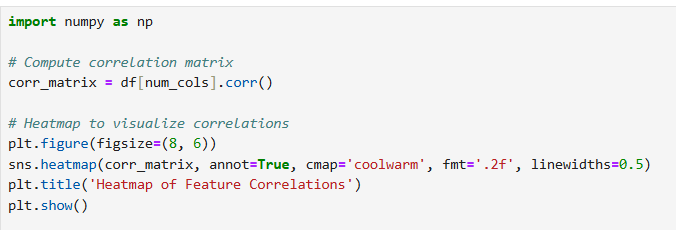 import numpy as np
# Compute correlation matrix
corr_matrix = df[num_cols].corr()
# Heatmap to visualize correlations
plt.figure(figsize=(8, 6))
sns.heatmap(corr_matrix, annot=True, cmap='coolwarm', fmt='.2f', linewidths=0.5)
plt.title('Heatmap of Feature Correlations')
plt.show()